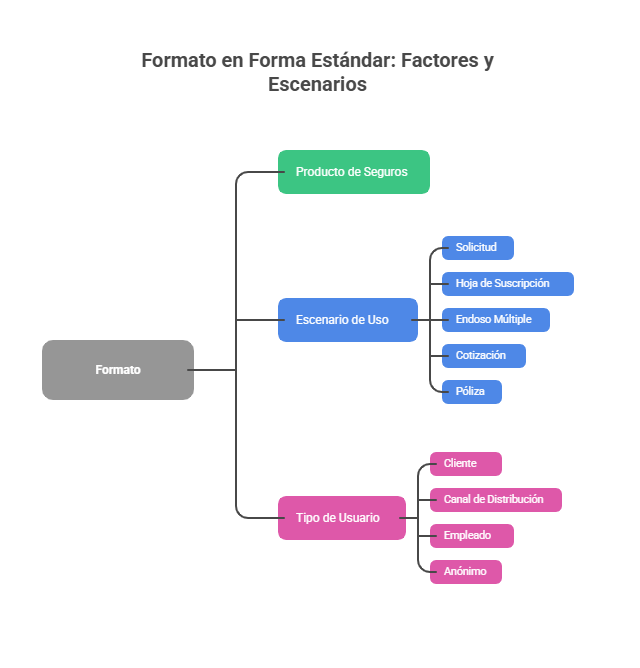 Formato en Forma Estándar: Factores y
Escenarios
Producto de Seguros
Solicitud
Hoja de Suscripción
Escenario de Uso
Endoso Múltiple
Cotización
Formato
Póliza
Cliente
Canal de Distribución
Tipo de Usuario
Empleado
Anónimo